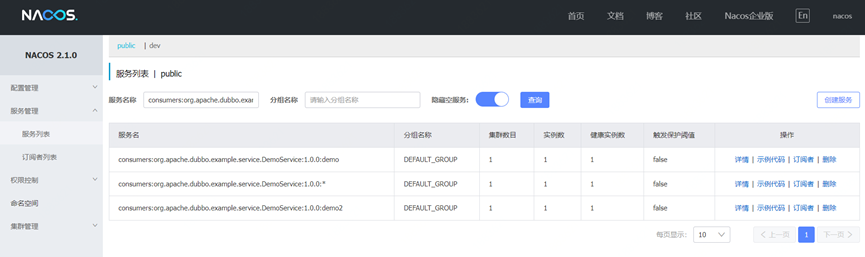 NACOS.
首页 文档 博客 社区 Nacos企业版 En nacos
NACOS 2.1.0
配置管理
服务管理
服务列表
订阅者列表
权限控制
命名空间
集群管理
public | dev
服务列表 | public
服务名称 consumers:org.apache.dubbo.exar 分组名称 请输入分组名称 隐藏空服务: 查询 创建服务
服务名 分组名称 集群数目 实例数 健康实例数 触发保护阈值 操作
consumers:org.apache.dubbo.example.service.DemoService:1.0.0:demo DEFAULT_GROUP 1 1 1 false 详情 | 示例代码 | 订阅者 | 删除
consumers:org.apache.dubbo.example.service.DemoService:1.0.0:* DEFAULT_GROUP 1 1 1 false 详情 | 示例代码 | 订阅者 | 删除
consumers:org.apache.dubbo.example.service.DemoService:1.0.0:demo2 DEFAULT_GROUP 1 1 1 false 详情 | 示例代码 | 订阅者 | 删除
每页显示: 10 上一页 1 下一页